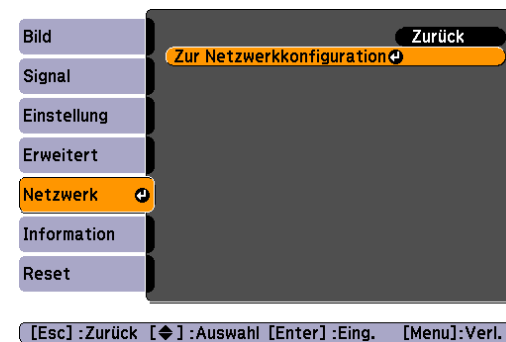 Bild
Signal
Einstellung
Erweitert
Netzwerk
Information
Reset
Zurück
Zur Netzwerkkonfiguration
[Esc] :Zurück [◆] :Auswahl [Enter] :Eing. [Menu]:Verl.